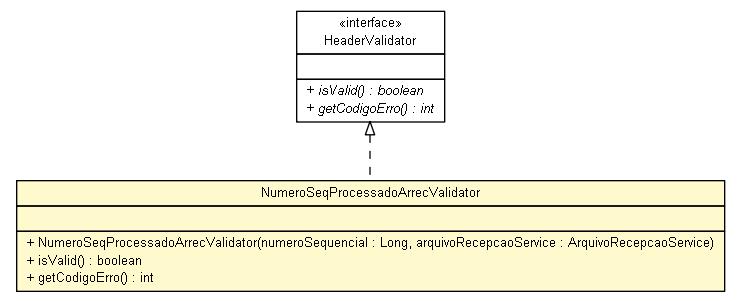 «interface»
HeaderValidator
+ isValid() : boolean
+ getCodigoErro() : int
NumeroSeqProcessadoArrecValidator
+ NumeroSeqProcessadoArrecValidator(numeroSequencial : Long, arquivoRecepcaoService : ArquivoRecepcaoService)
+ isValid() : boolean
+ getCodigoErro() : int